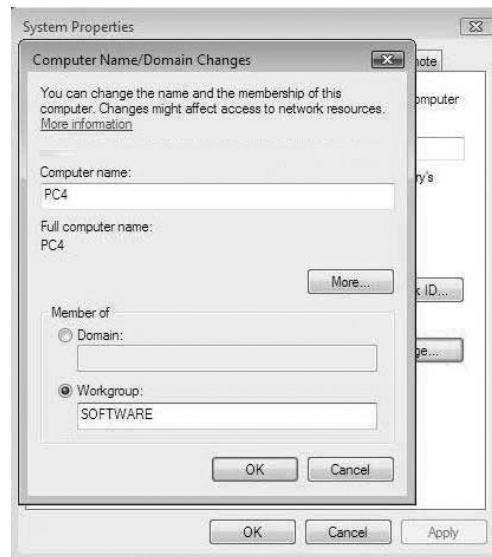 System Properties
Computer Name/Domain Changes
note
You can change the name and the membership of this
computer. Changes might affect access to network resources.
More information
omputer
Computer name:
PC4
ry's
Full computer name:
PC4
More...
k ID...
Member of
Domain:
ge...
Workgroup:
SOFTWARE
OK
Cancel
OK
Cancel
Apply